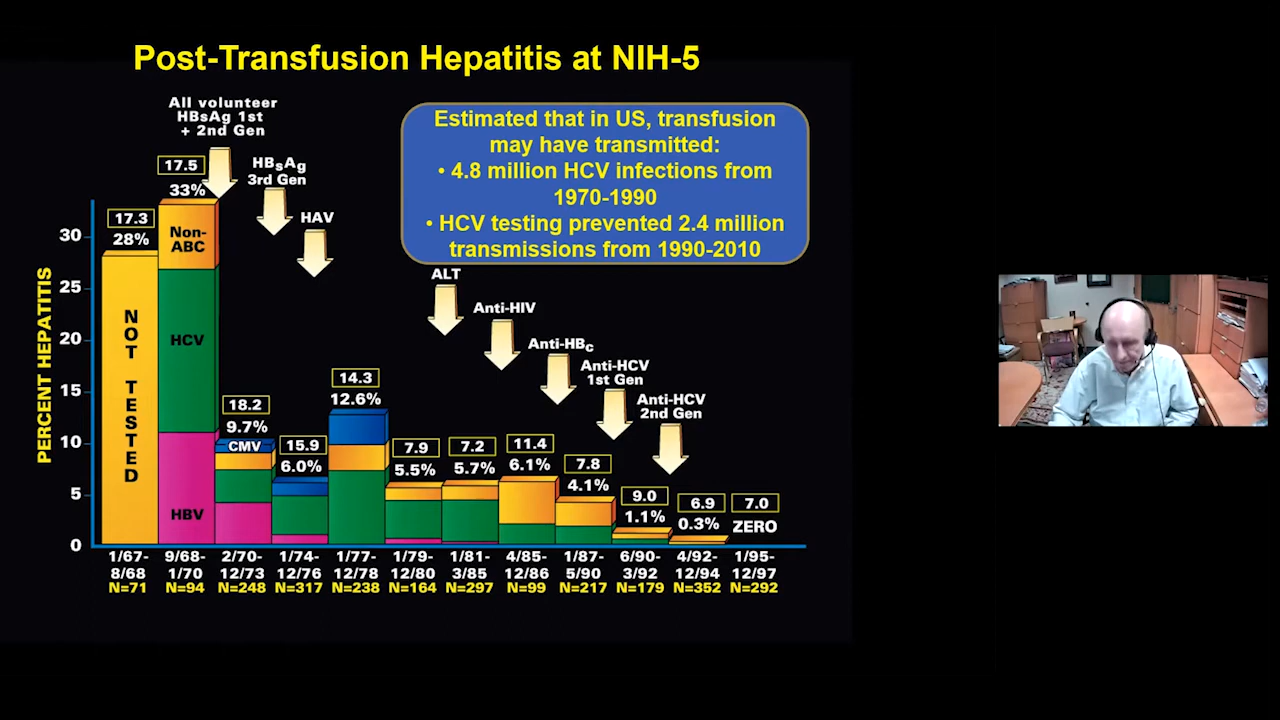 Post-Transfusion Hepatitis at NIH-5
All volunteer
HBsAg 1st
+ 2nd Gen
HBsAg
3rd Gen
HAV
Estimated that in US, transfusion
may have transmitted:
• 4.8 million HCV infections from
1970-1990
• HCV testing prevented 2.4 million
transmissions from 1990-2010
ALT
Anti-HIV
Anti-HBc
Anti-HCV
1st Gen
Anti-HCV
2nd Gen
PERCENT HEPATITIS
30
25
20
15
10
5
0
17.3
28%
NOT TESTED
17.5
33%
Non-
ABC
HCV
HBV
18.2
9.7%
CMV
15.9
6.0%
14.3
12.6%
7.9
5.5%
7.2
5.7%
11.4
6.1%
7.8
4.1%
9.0
1.1%
6.9
0.3%
7.0
ZERO
1/67- 9/68- 2/70- 1/74- 1/77- 1/79- 1/81- 4/85- 1/87- 6/90- 4/92- 1/95-
8/68 1/70 12/73 12/76 12/78 12/80 3/85 12/86 5/90 3/92 12/94 12/97
N=71 N=94 N=248 N=317 N=238 N=164 N=297 N=99 N=217 N=179 N=352 N=292